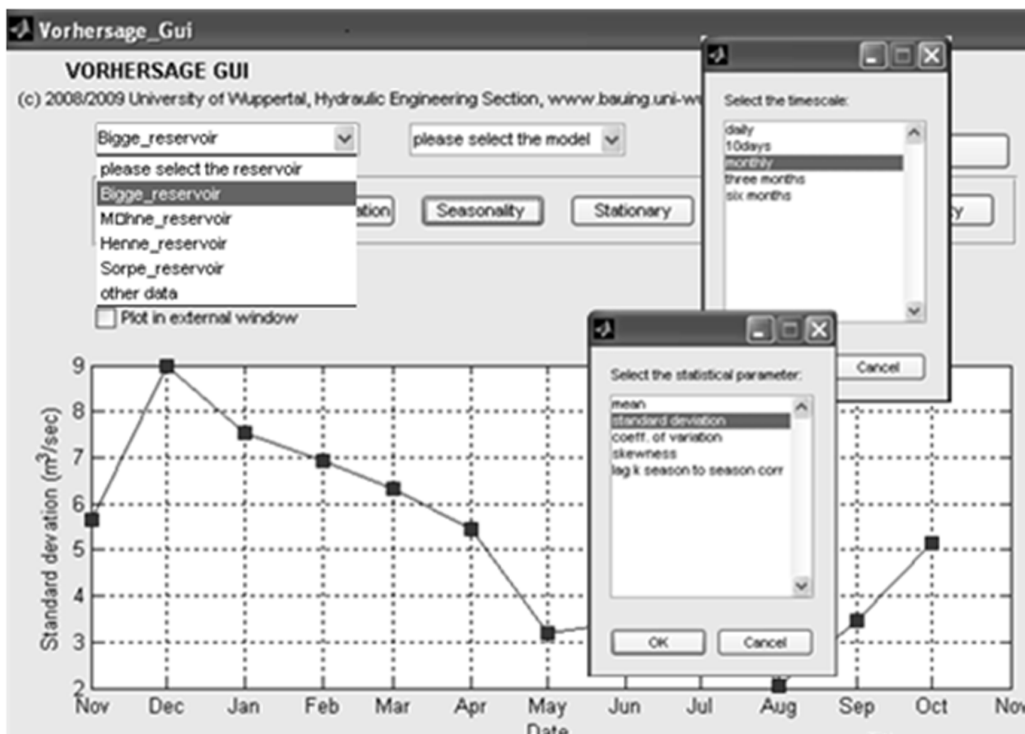 Vorhersage_Gui
VORHERSAGE GUI
(c) 2008/2009 University of Wuppertal, Hydraulic Engineering Section, www.bauing.uni-wu
Bigge_reservoir
please select the model
please select the reservoir
Bigge_reservoir
M□hne_reservoir
Henne_reservoir
Sorpe_reservoir
other data
ation
Seasonality
Stationary
y
Plot in external window
Select the timescale:
daily
10days
monthly
three months
six months
Cancel
Select the statistical parameter:
mean
standard deviation
coeff. of variation
skewness
lag k season to season corr
OK
Cancel
Standard devation (m³/sec)
9
8
7
6
5
4
3
2
Nov Dec Jan Feb Mar Apr May Jun Jul Aug Sep Oct Nov
Date